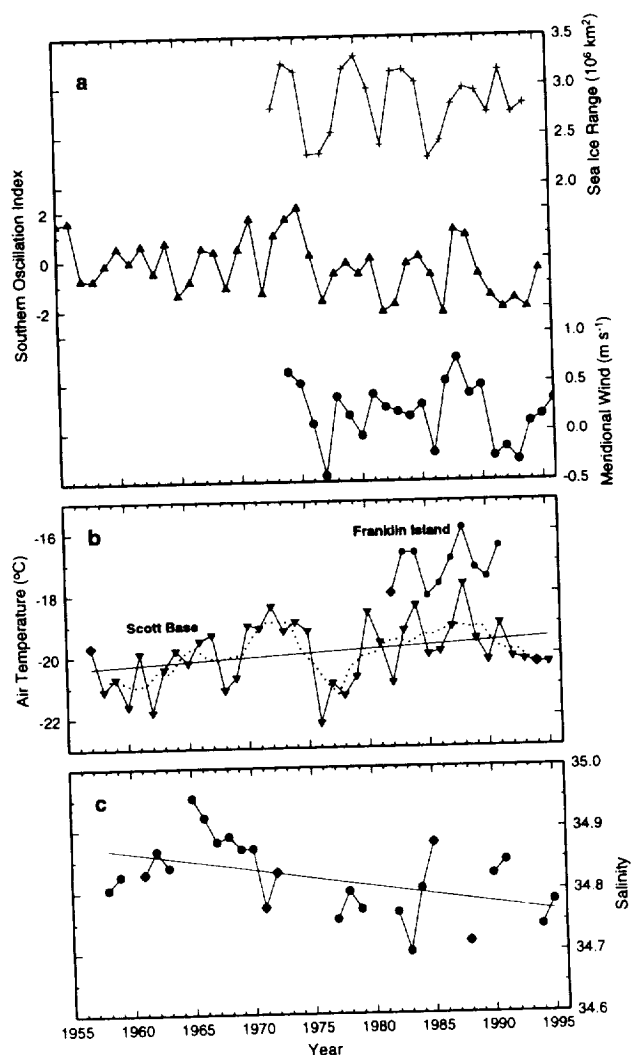 a
3.5
3.0
2.5
2.0
Sea Ice Range (10⁶ km²)
Southern Oscillation Index
2
0
-2
1.0
0.5
0.0
-0.5
Meridional Wind (m s⁻¹)
b
Franklin Island
Scott Base
Air Temperature (ºC)
-16
-18
-20
-22
c
35.0
34.9
34.8
34.7
34.6
Salinity
1955 1960 1965 1970 1975 1980 1985 1990 1995
Year